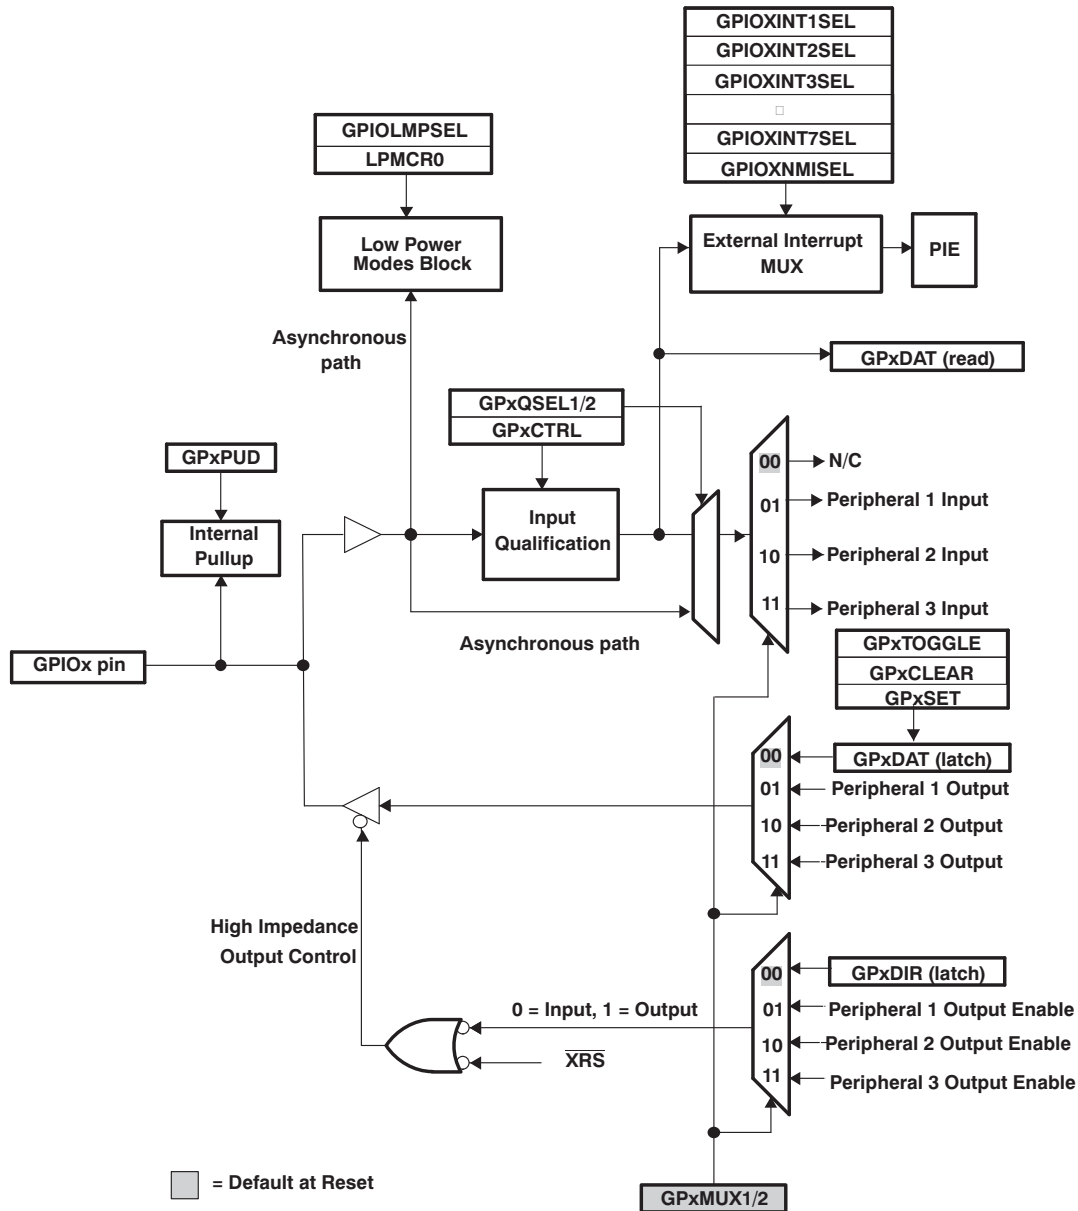 GPIOXINT1SEL
GPIOXINT2SEL
GPIOXINT3SEL
GPIOXINT7SEL
GPIOXNMISEL
GPIOLMPSEL
LPMCR0
Low Power
Modes Block
External Interrupt
MUX
PIE
Asynchronous
path
GPxDAT (read)
GPxQSEL1/2
GPxCTRL
GPxPUD
Internal
Pullup
Input
Qualification
00
N/C
01
Peripheral 1 Input
10
Peripheral 2 Input
11
Peripheral 3 Input
Asynchronous path
GPIOx pin
GPxTOGGLE
GPxCLEAR
GPxSET
00
GPxDAT (latch)
01
Peripheral 1 Output
10
Peripheral 2 Output
11
Peripheral 3 Output
High Impedance
Output Control
00
GPxDIR (latch)
0 = Input, 1 = Output
01
Peripheral 1 Output Enable
10
Peripheral 2 Output Enable
XRS
11
Peripheral 3 Output Enable
= Default at Reset
GPxMUX1/2